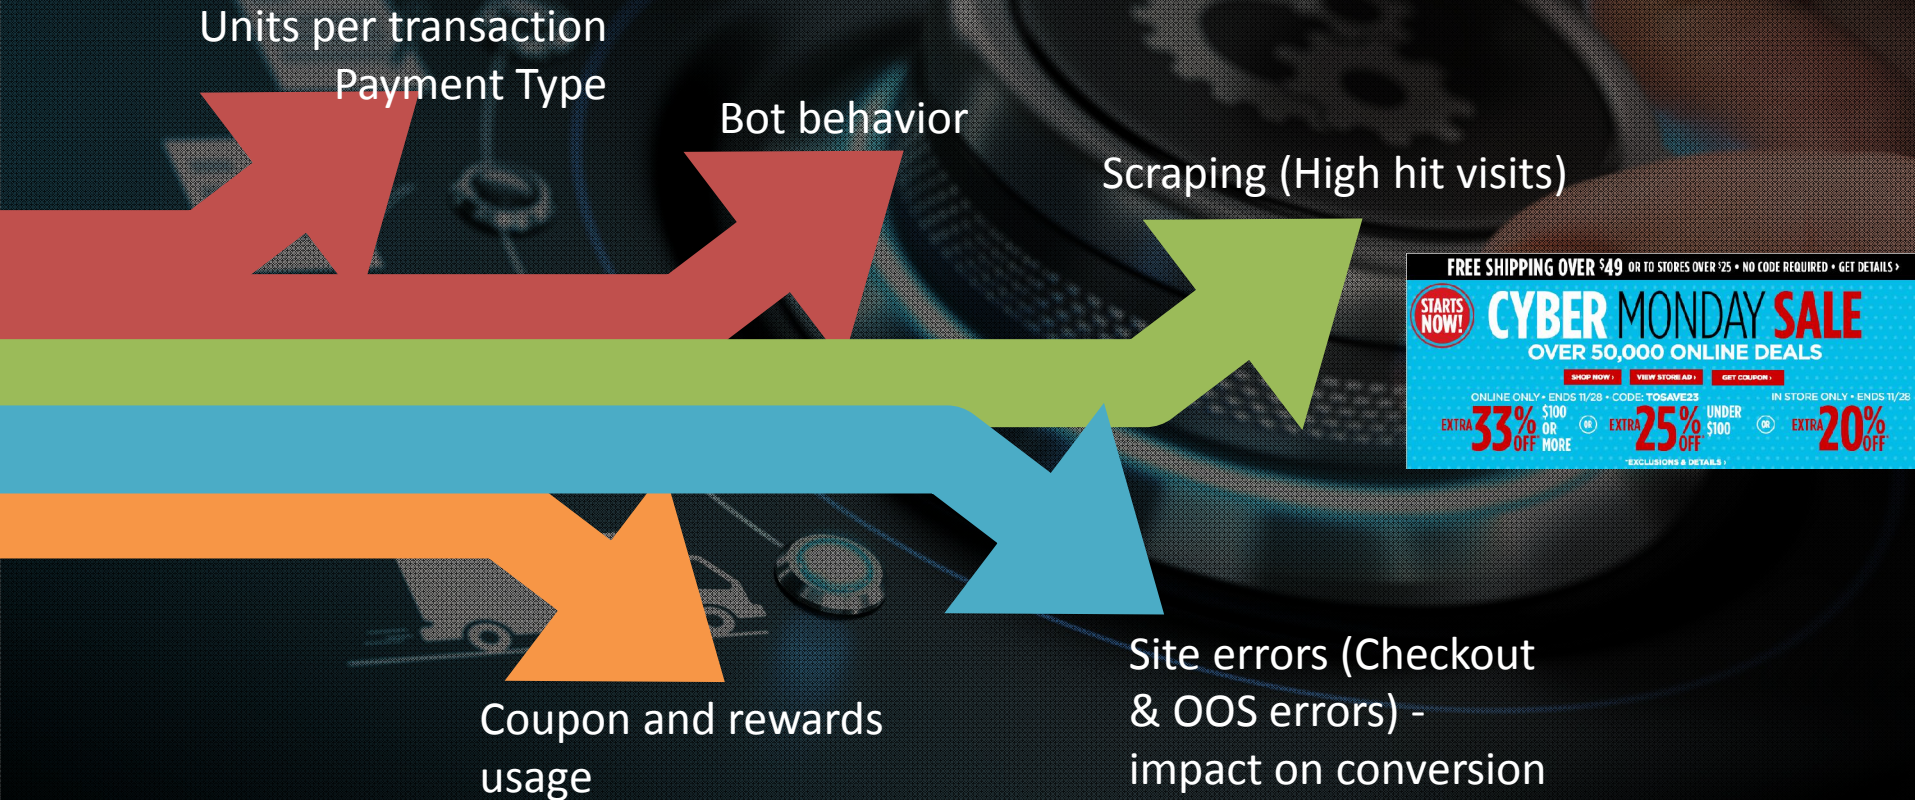 Units per transaction
Payment Type
Bot behavior
Scraping (High hit visits)
FREE SHIPPING OVER $49 OR TO STORES OVER $25 • NO CODE REQUIRED • GET DETAILS ›
STARTS
NOW!
CYBER MONDAY SALE
OVER 50,000 ONLINE DEALS
SHOP NOW › VIEW STORE AD › GET COUPON ›
ONLINE ONLY • ENDS 11/28 • CODE: TOSAVE23
EXTRA 33% OFF $100 OR MORE
OR
EXTRA 25% OFF UNDER $100
OR
IN STORE ONLY • ENDS 11/28
EXTRA 20% OFF
*EXCLUSIONS & DETAILS ›
Coupon and rewards
usage
Site errors (Checkout
& OOS errors) -
impact on conversion